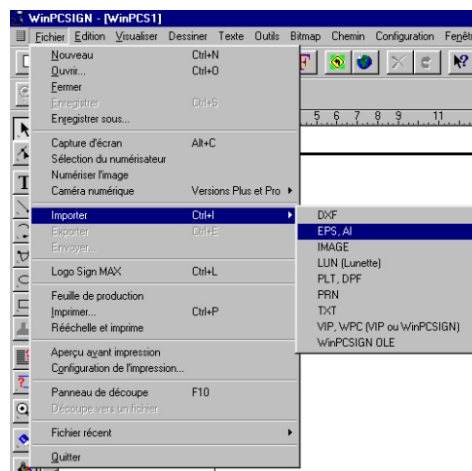 WinPCSIGN - [WinPCS1]
Fichier Edition Visualiser Dessiner Texte Outils Bitmap Chemin Configuration Fenêtr
Nouveau Ctrl+N
Ouvrir... Ctrl+O
Fermer
Enregistrer Ctrl+S
Enregistrer sous...
5 6 7 8 9 11
Capture d'écran Alt+C
Sélection du numérisateur
Numériser l'image
Caméra numérique Versions Plus et Pro
Importer Ctrl+I
Exporter Ctrl+E
Envoyer...
Logo Sign MAX Ctrl+L
Feuille de production
Imprimer... Ctrl+P
Rééchelle et imprime
Aperçu avant impression
Configuration de l'impression...
Panneau de découpe F10
Découpe vers un fichier
Fichier récent
Quitter
DXF
EPS, AI
IMAGE
LUN (Lunette)
PLT, DPF
PRN
TXT
VIP, WPC (VIP ou WinPCSIGN)
WinPCSIGN OLE